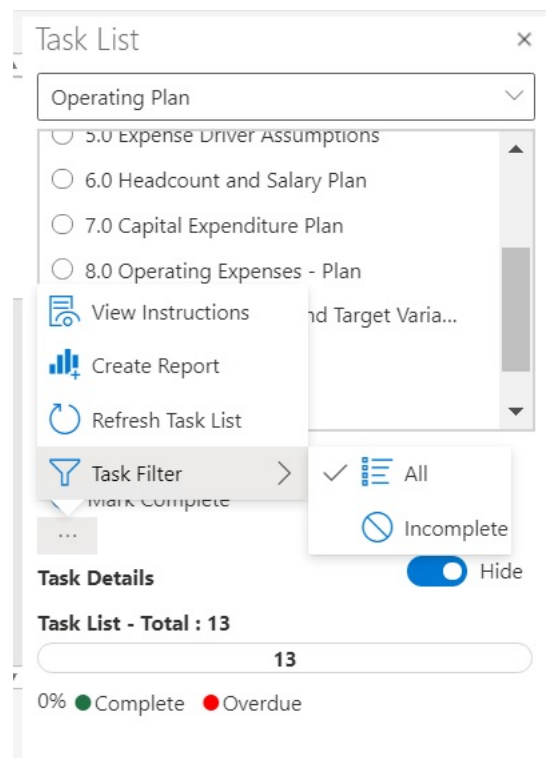 Task List
Operating Plan
5.0 Expense Driver Assumptions
6.0 Headcount and Salary Plan
7.0 Capital Expenditure Plan
8.0 Operating Expenses - Plan
nd Target Varia...
View Instructions
Create Report
Refresh Task List
Task Filter
All
Incomplete
Mark Complete
...
Task Details
Hide
Task List - Total : 13
13
0% Complete Overdue